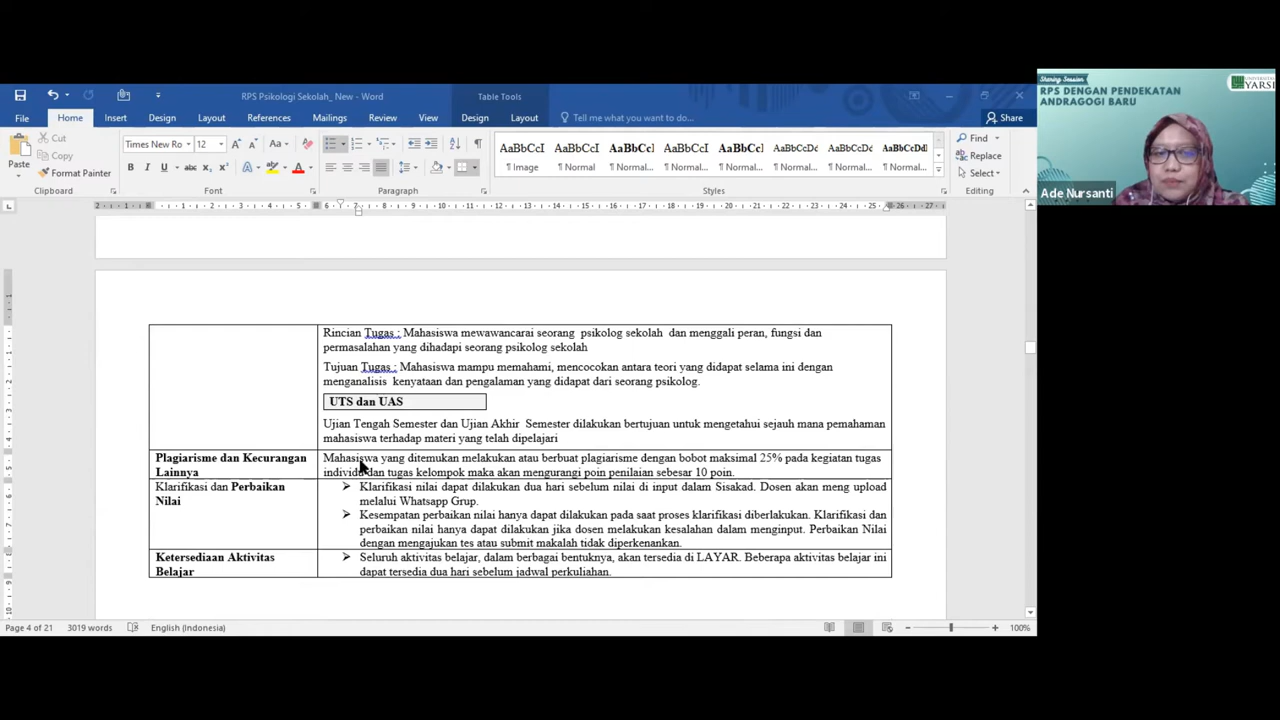 RPS Psikologi Sekolah_ New - Word
Table Tools
File
Home
Insert
Design
Layout
References
Mailings
Review
View
Design
Layout
Tell me what you want to do...
Share
Paste
Cut
Copy
Format Painter
Clipboard
Times New Ro
12
Font
Paragraph
AaBbCcI
AaBbCcI
AaBbCcI
AaBbCcI
AaBbCcI
AaBbCcDd
AaBbCcDd
AaBbCcDd
¶ Image
¶ Normal
¶ Normal
¶ Normal
¶ Normal
¶ Normal
¶ Normal
¶ Normal
Styles
Find
Replace
Select
Editing
Sharing Session
UNIVERSITAS
YARSI
RPS DENGAN PENDEKATAN
ANDRAGOGI BARU
Ade Nursanti
Rincian Tugas : Mahasiswa mewawancarai seorang psikolog sekolah dan menggali peran, fungsi dan
permasalahan yang dihadapi seorang psikolog sekolah
Tujuan Tugas : Mahasiswa mampu memahami, mencocokan antara teori yang didapat selama ini dengan
menganalisis kenyataan dan pengalaman yang didapat dari seorang psikolog.
UTS dan UAS
Ujian Tengah Semester dan Ujian Akhir Semester dilakukan bertujuan untuk mengetahui sejauh mana pemahaman
mahasiswa terhadap materi yang telah dipelajari
Plagiarisme dan Kecurangan
Lainnya
Mahasiswa yang ditemukan melakukan atau berbuat plagiarisme dengan bobot maksimal 25% pada kegiatan tugas
individu dan tugas kelompok maka akan mengurangi poin penilaian sebesar 10 poin.
Klarifikasi dan Perbaikan
Nilai
➢ Klarifikasi nilai dapat dilakukan dua hari sebelum nilai di input dalam Sisakad. Dosen akan meng upload
melalui Whatsapp Grup.
➢ Kesempatan perbaikan nilai hanya dapat dilakukan pada saat proses klarifikasi diberlakukan. Klarifikasi dan
perbaikan nilai hanya dapat dilakukan jika dosen melakukan kesalahan dalam menginput. Perbaikan Nilai
dengan mengajukan tes atau submit makalah tidak diperkenankan.
Ketersediaan Aktivitas
Belajar
➢ Seluruh aktivitas belajar, dalam berbagai bentuknya, akan tersedia di LAYAR. Beberapa aktivitas belajar ini
dapat tersedia dua hari sebelum jadwal perkuliahan.
Page 4 of 21
3019 words
English (Indonesia)
100%